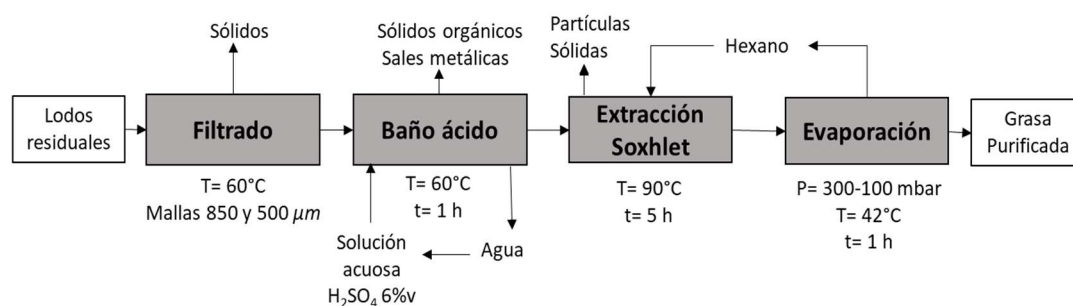 Sólidos
Sólidos orgánicos
Sales metálicas
Partículas
Sólidas
Hexano
Lodos
residuales
Filtrado
Baño ácido
Extracción
Soxhlet
Evaporación
Grasa
Purificada
T= 60°C
Mallas 850 y 500 μm
T= 60°C
t= 1 h
T= 90°C
t= 5 h
P= 300-100 mbar
T= 42°C
t= 1 h
Solución
acuosa
H₂SO₄ 6%v
Agua